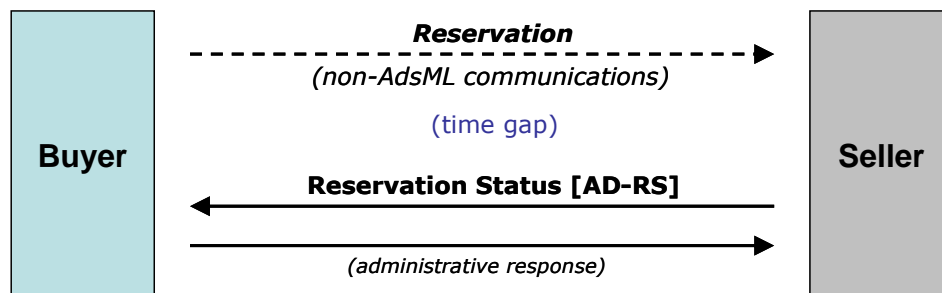 Reservation
(non-AdsML communications)
(time gap)
Buyer
Seller
Reservation Status [AD-RS]
(administrative response)